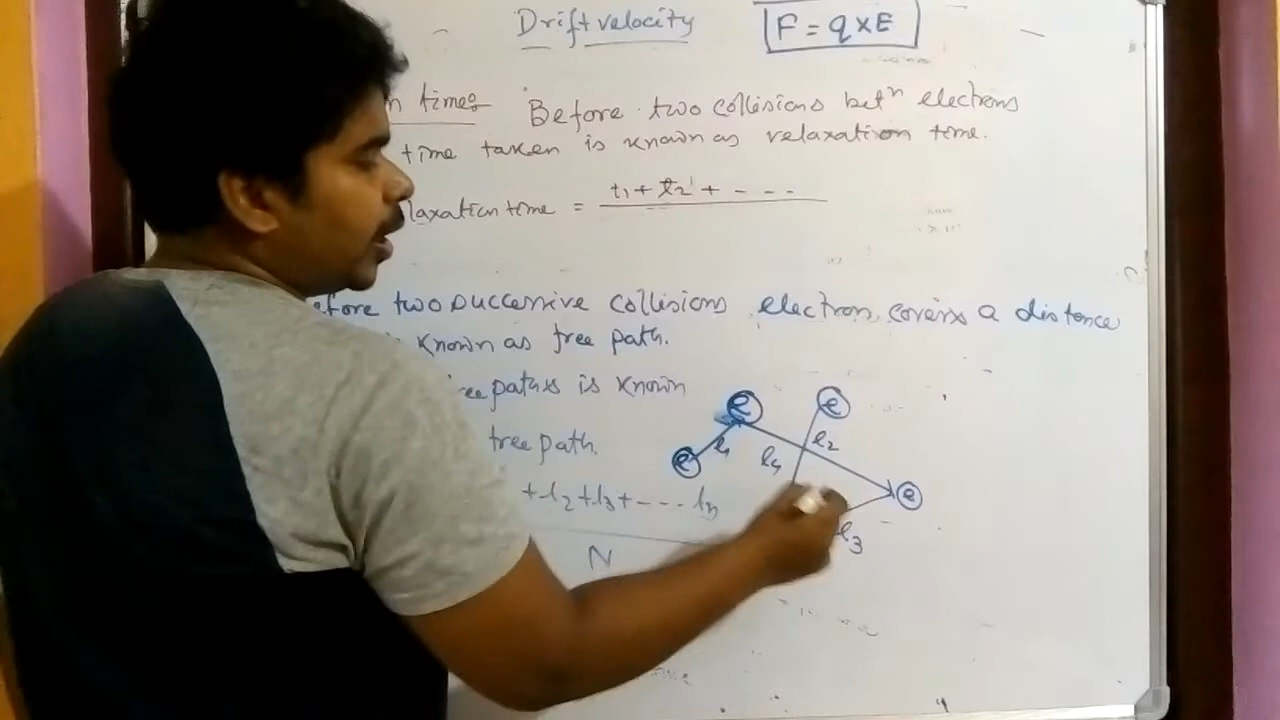 Drift velocity
F = q×E
n time:- Before two collisions betⁿ electrons
time taken is known as relaxation time.
laxation time = t₁ + t₂ + - - - -
efore two successive collisions electron covers a distance
known as free path.
ree paths is known
free path.
+ l₂ + l₃ + - - - - lₙ
N
e e
l₁ l₄ l₂
e e
l₃